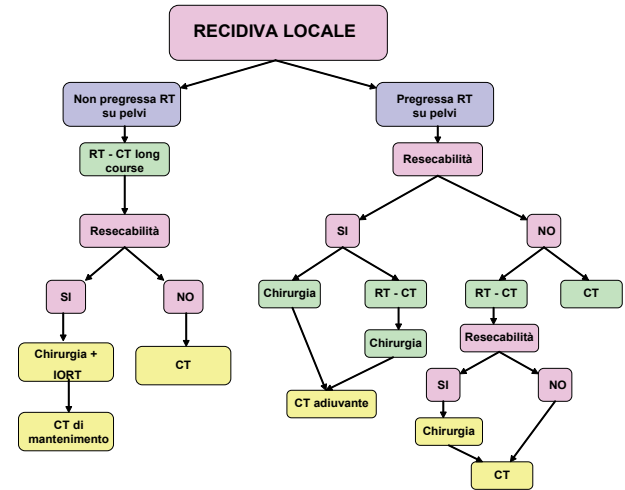 RECIDIVA LOCALE
Non pregressa RT
su pelvi
Pregressa RT
su pelvi
RT - CT long
course
Resecabilità
Resecabilità
SI
NO
SI
NO
Chirurgia
RT - CT
RT - CT
CT
Chirurgia +
IORT
CT
Chirurgia
Resecabilità
CT di
mantenimento
CT adiuvante
SI
NO
Chirurgia
CT